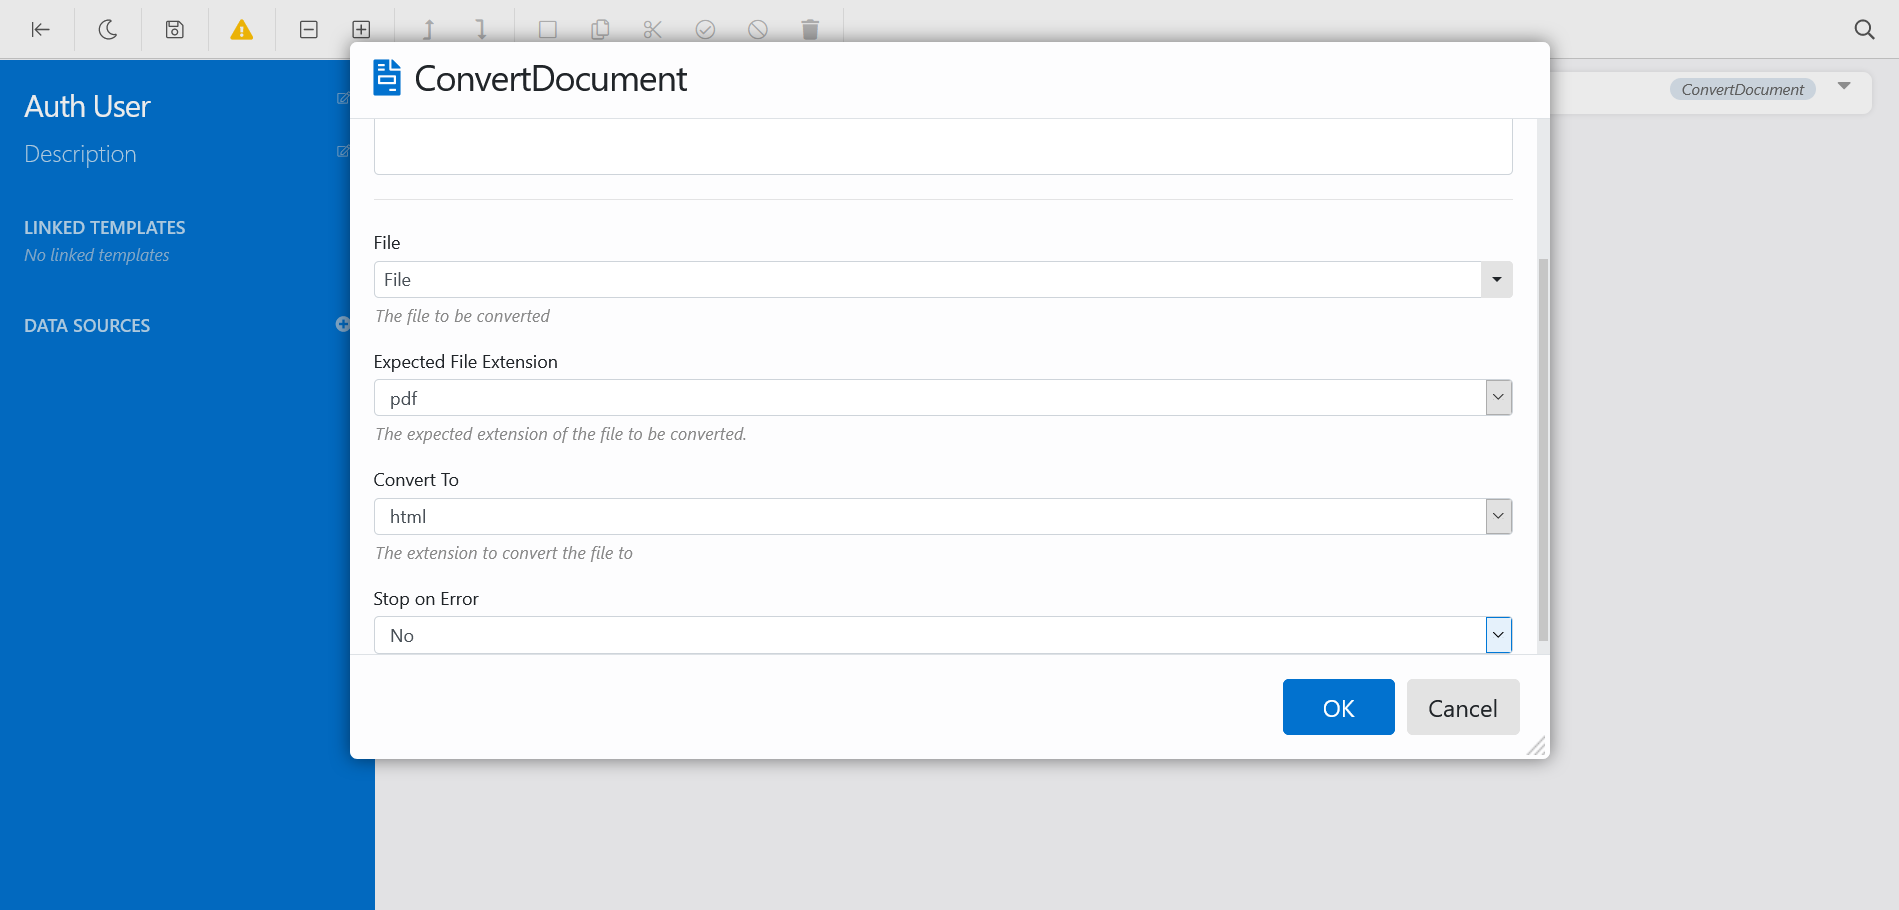 ConvertDocument
Auth User
Description
LINKED TEMPLATES
No linked templates
DATA SOURCES
ConvertDocument
File
File
The file to be converted
Expected File Extension
pdf
The expected extension of the file to be converted.
Convert To
html
The extension to convert the file to
Stop on Error
No
OK
Cancel